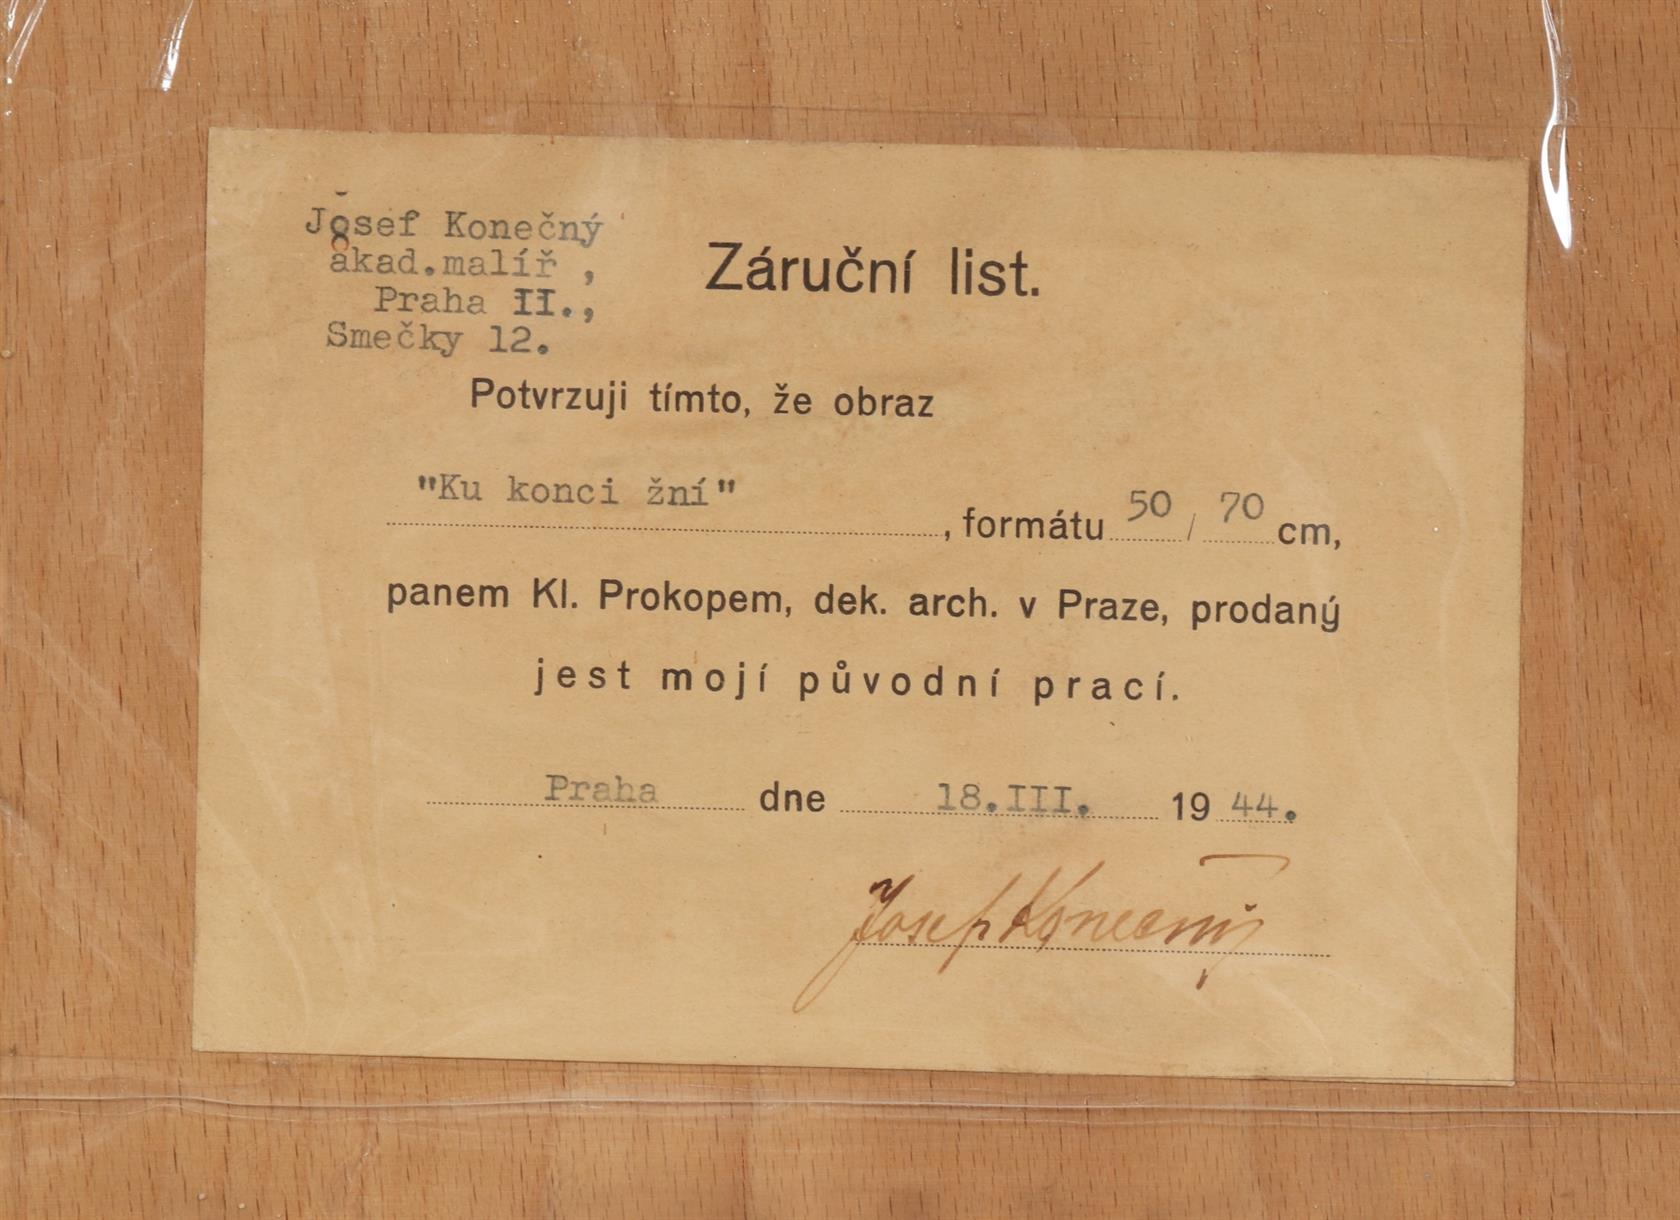 Josef Konečný
akad.malíř ,
Praha II.,
Smečky 12.
Záruční list.
Potvrzuji tímto, že obraz
"Ku konci žní"
, formátu 50 / 70 cm,
panem Kl. Prokopem, dek. arch. v Praze, prodaný
jest mojí původní prací.
Praha dne 18.III. 19 44.
Josef Konečný